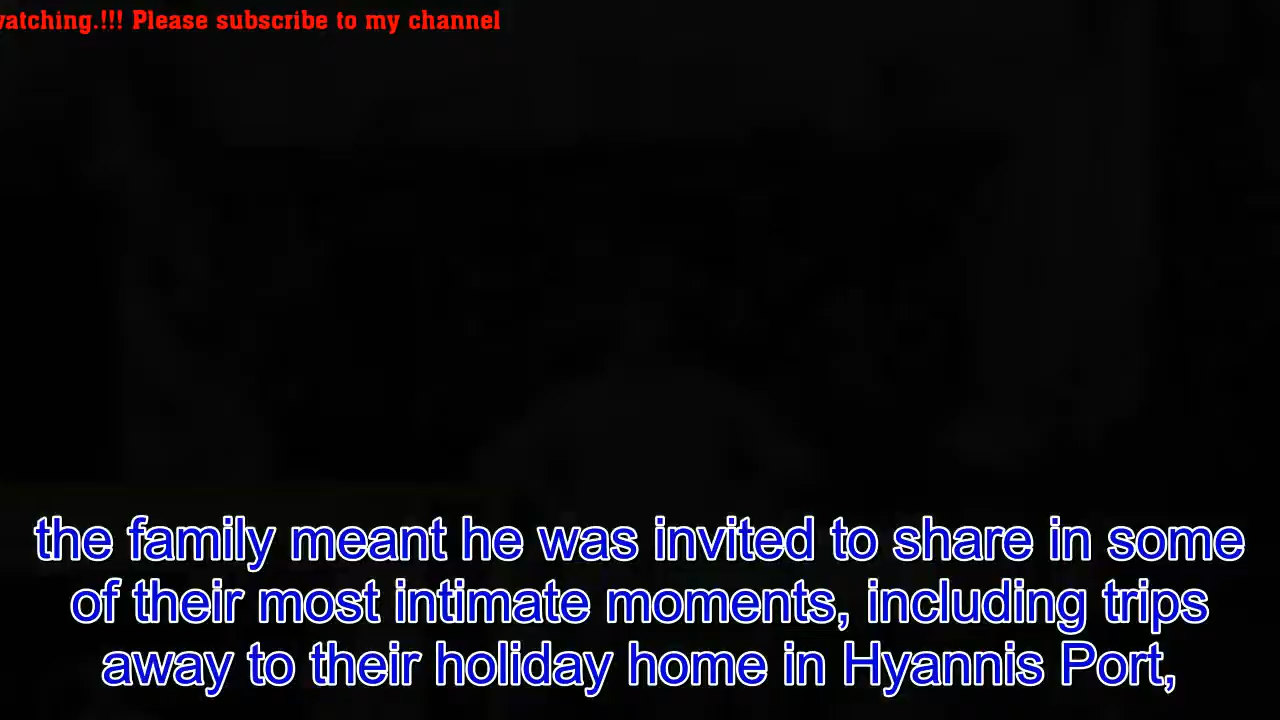 watching.!!! Please subscribe to my channel
the family meant he was invited to share in some
of their most intimate moments, including trips
away to their holiday home in Hyannis Port,